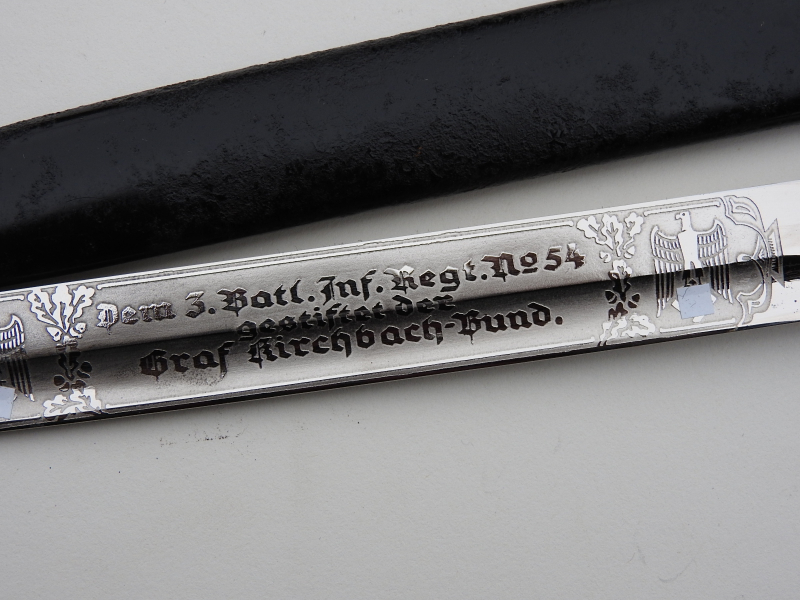 Dem 3. Batl. Inf. Regt. No 54
gestiftet der
Graf Kirchbach-Bund.